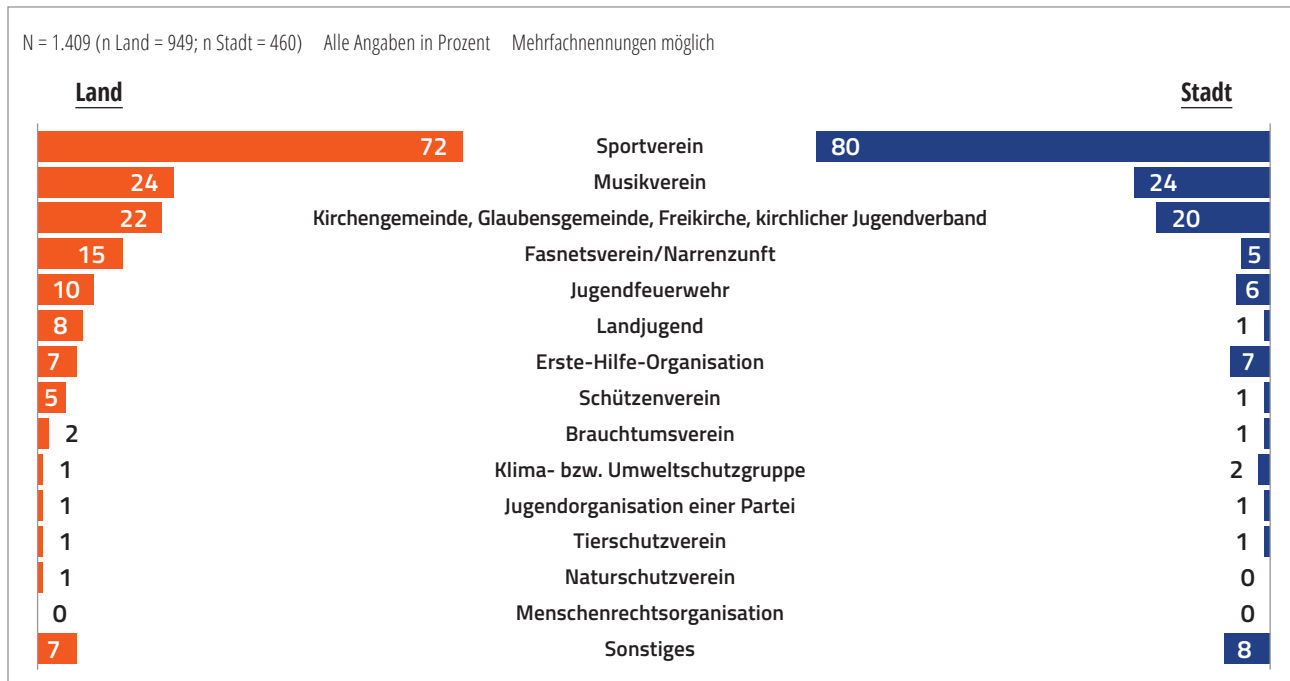 N = 1.409 (n Land = 949; n Stadt = 460) Alle Angaben in Prozent Mehrfachnennungen möglich
Land Stadt
72 Sportverein 80
24 Musikverein 24
22 Kirchengemeinde, Glaubensgemeinde, Freikirche, kirchlicher Jugendverband 20
15 Fasnetsverein/Narrenzunft 5
10 Jugendfeuerwehr 6
8 Landjugend 1
7 Erste-Hilfe-Organisation 7
5 Schützenverein 1
2 Brauchtumsverein 1
1 Klima- bzw. Umweltschutzgruppe 2
1 Jugendorganisation einer Partei 1
1 Tierschutzverein 1
1 Naturschutzverein 0
0 Menschenrechtsorganisation 0
7 Sonstiges 8